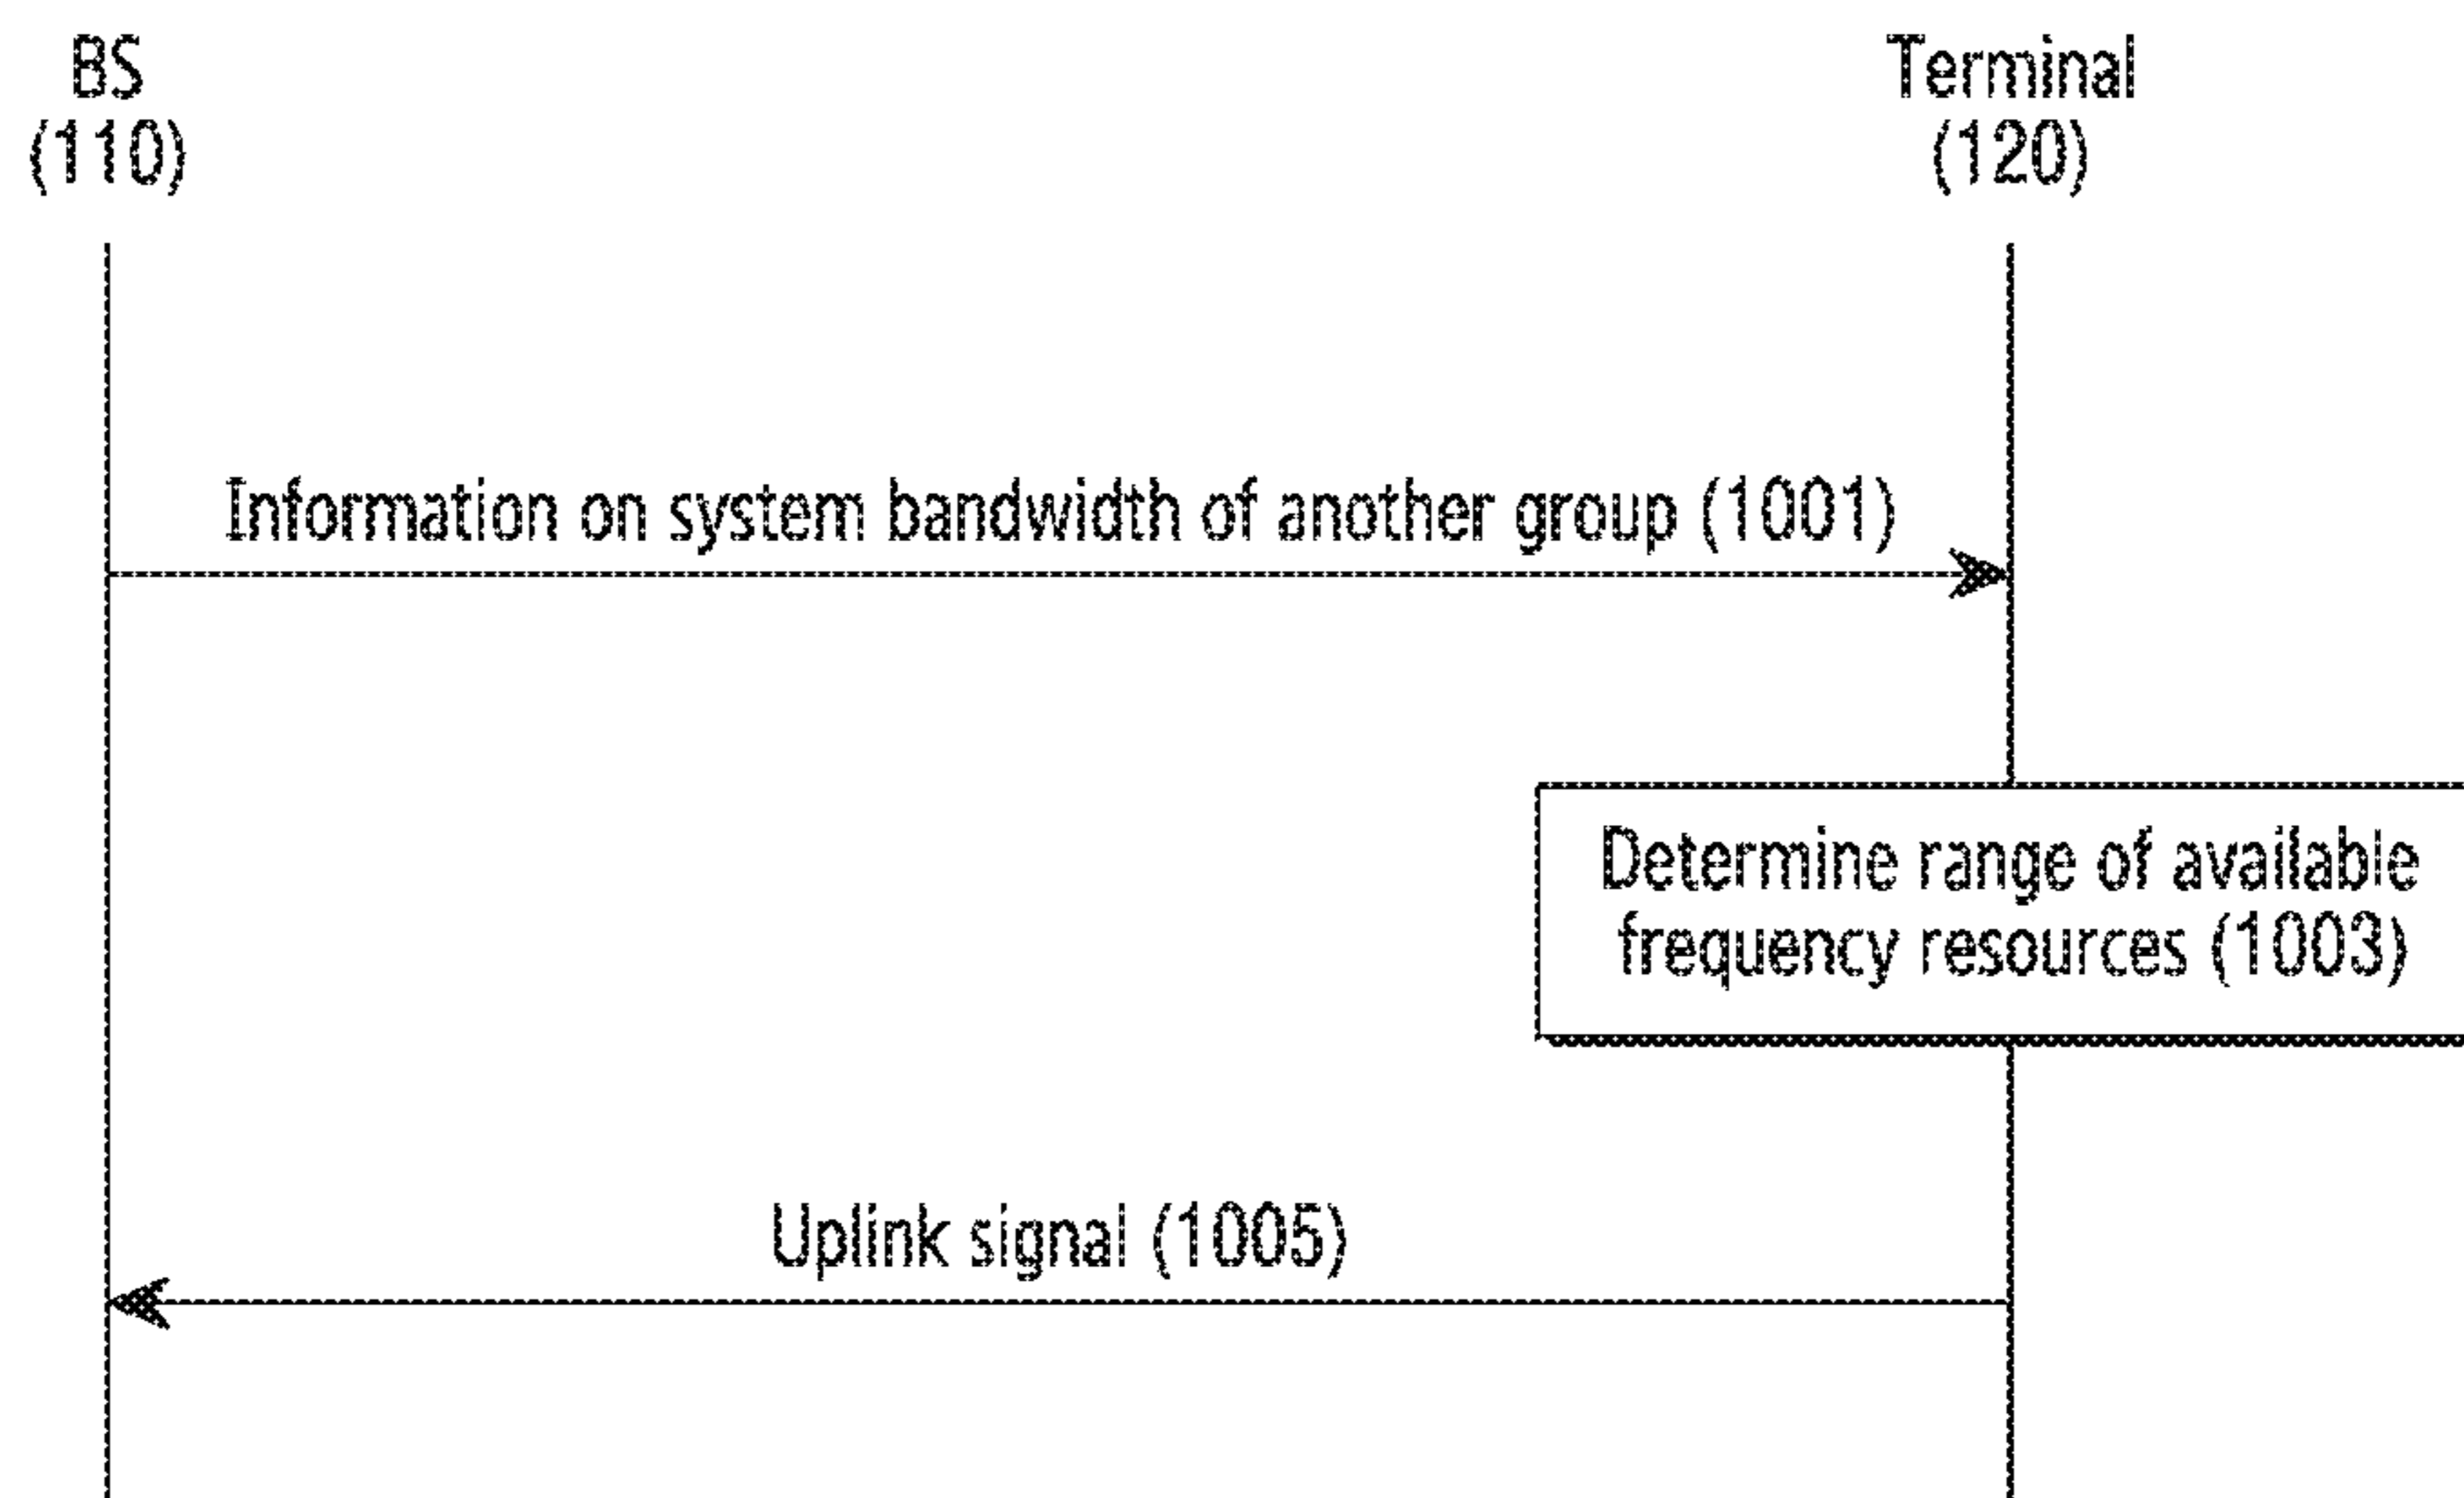 BS
(110)
Terminal
(120)
Information on system bandwidth of another group (1001)
Determine range of available
frequency resources (1003)
Uplink signal (1005)